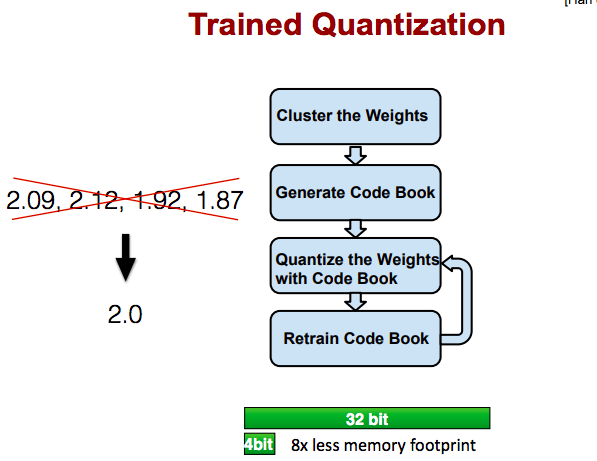 Trained Quantization
Cluster the Weights
2.09, 2.12, 1.92, 1.87
Generate Code Book
Quantize the Weights
with Code Book
2.0
Retrain Code Book
32 bit
4bit 8x less memory footprint